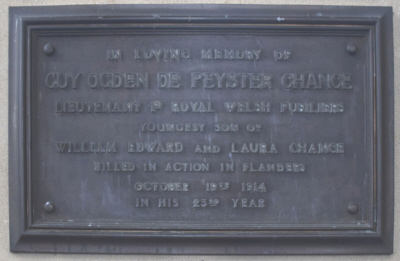 IN LOVING MEMORY OF
GUY OGDEN DE PEYSTER CHANCE
LIEUTENANT 1ST ROYAL WELSH FUSILIERS
YOUNGEST SON OF
WILLIAM EDWARD AND LAURA CHANCE
KILLED IN ACTION IN FLANDERS
OCTOBER 19TH 1914
IN HIS 23RD YEAR